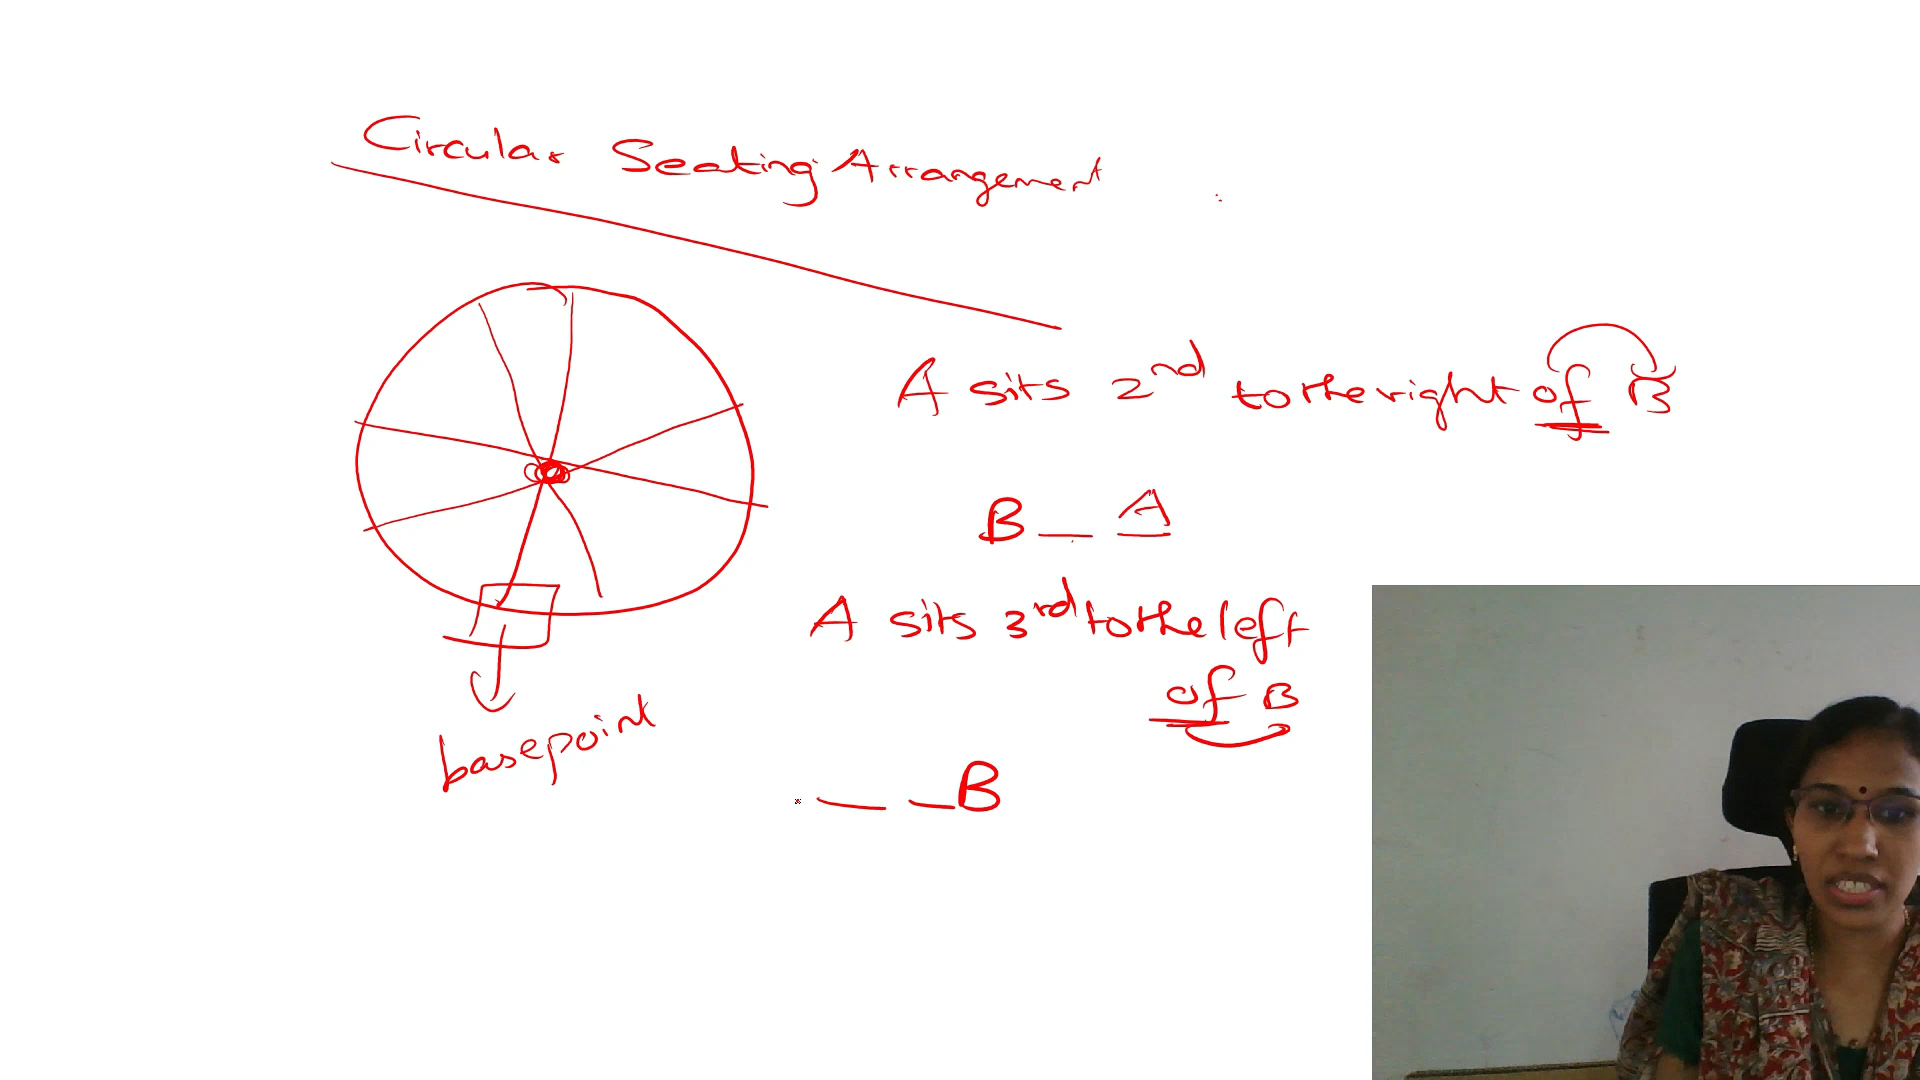 Circular Seating Arrangement
A sits 2nd to the right of B
B _ A
A sits 3rd to the left
of B
_ _ B
basepoint